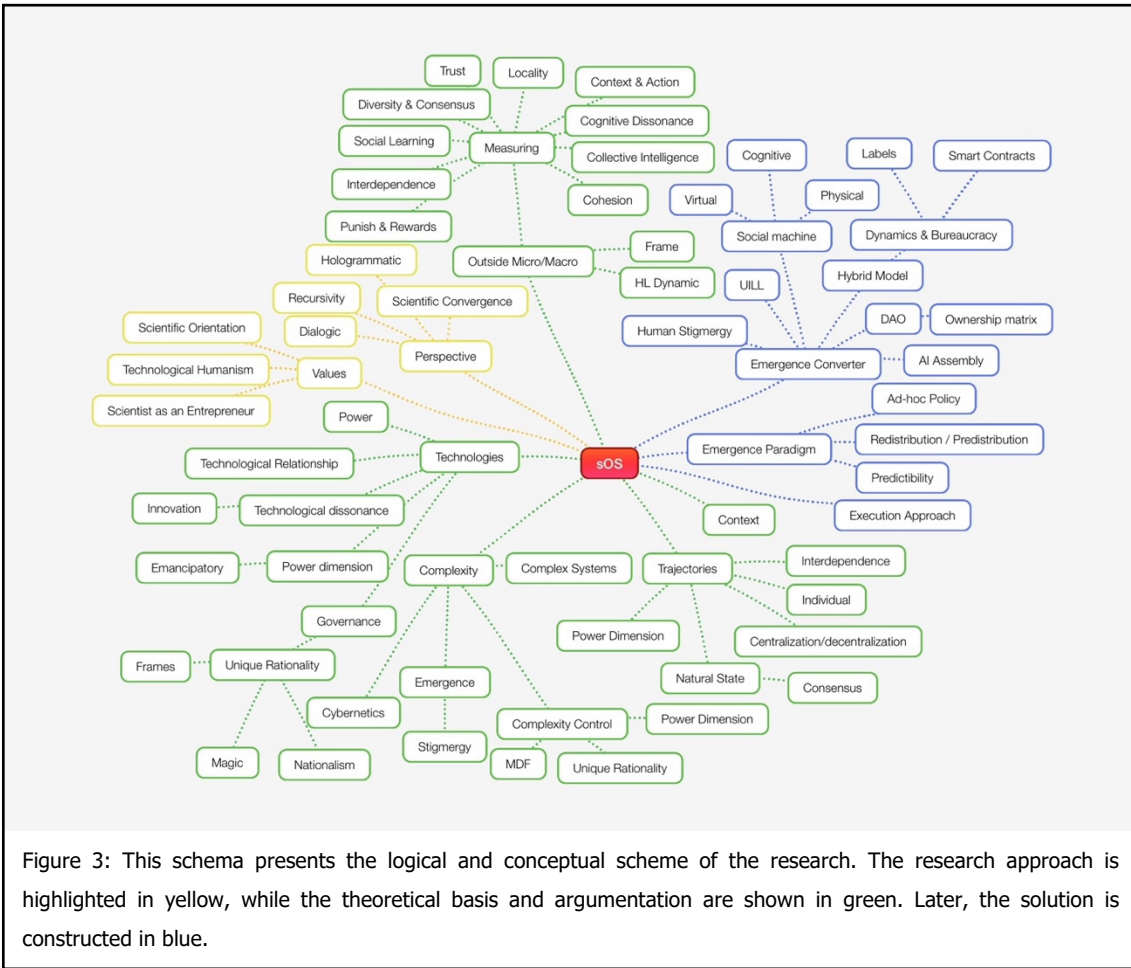 Trust
Locality
Context & Action
Diversity & Consensus
Cognitive Dissonance
Social Learning
Measuring
Collective Intelligence
Cognitive
Labels
Smart Contracts
Interdependence
Cohesion
Virtual
Physical
Punish & Rewards
Social machine
Dynamics & Bureaucracy
Hologrammatic
Outside Micro/Macro
Frame
HL Dynamic
UILL
Hybrid Model
Recursivity
Scientific Convergence
Scientific Orientation
Dialogic
Human Stigmergy
DAO
Ownership matrix
Perspective
Technological Humanism
Values
Emergence Converter
AI Assembly
Scientist as an Entrepreneur
Ad-hoc Policy
Power
Redistribution / Predistribution
Technological Relationship
Technologies
sOS
Emergence Paradigm
Predictibility
Innovation
Technological dissonance
Context
Execution Approach
Emancipatory
Power dimension
Complexity
Complex Systems
Trajectories
Interdependence
Individual
Governance
Power Dimension
Centralization/decentralization
Frames
Unique Rationality
Emergence
Natural State
Consensus
Cybernetics
Complexity Control
Power Dimension
Stigmergy
Magic
Nationalism
MDF
Unique Rationality
Figure 3: This schema presents the logical and conceptual scheme of the research. The research approach is
highlighted in yellow, while the theoretical basis and argumentation are shown in green. Later, the solution is
constructed in blue.